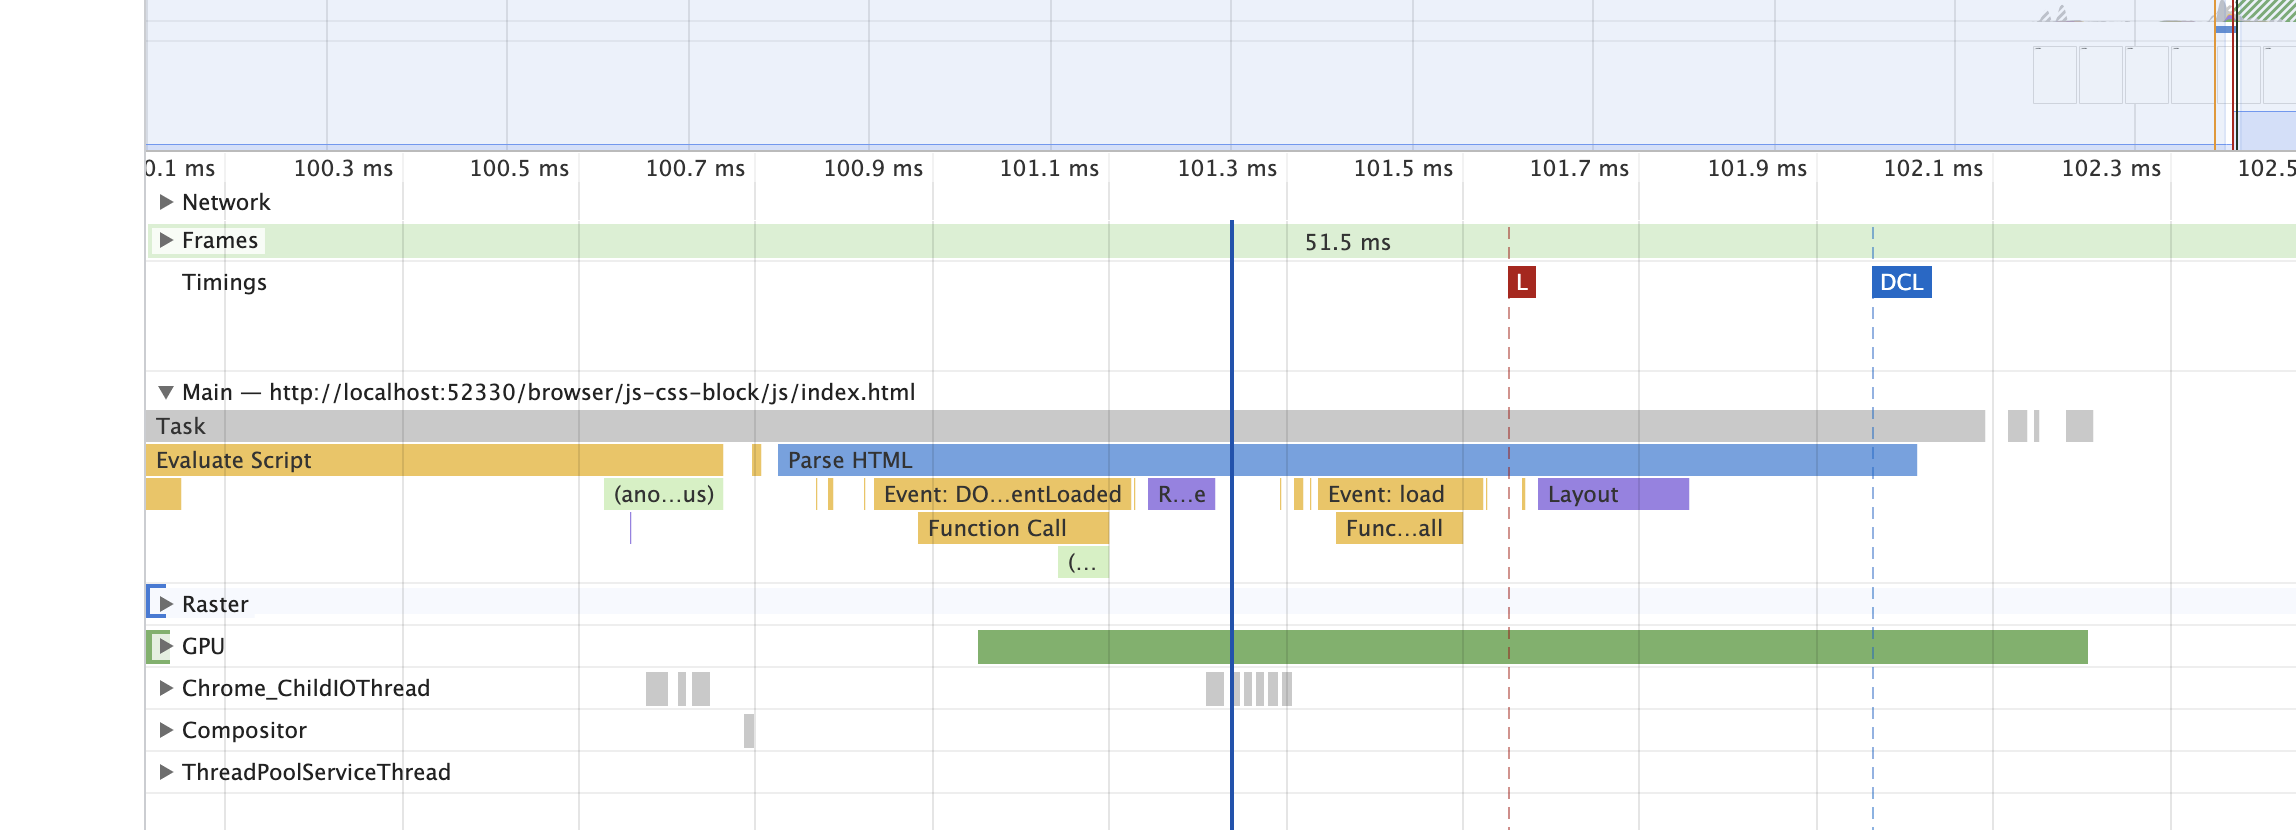 0.1 ms 100.3 ms 100.5 ms 100.7 ms 100.9 ms 101.1 ms 101.3 ms 101.5 ms 101.7 ms 101.9 ms 102.1 ms 102.3 ms 102.5
Network
Frames 51.5 ms
Timings L DCL
Main — http://localhost:52330/browser/js-css-block/js/index.html
Task
Evaluate Script Parse HTML
(ano…us) Event: DO…entLoaded R…e Event: load Layout
Function Call Func…all
(…
Raster
GPU
Chrome_ChildIOThread
Compositor
ThreadPoolServiceThread